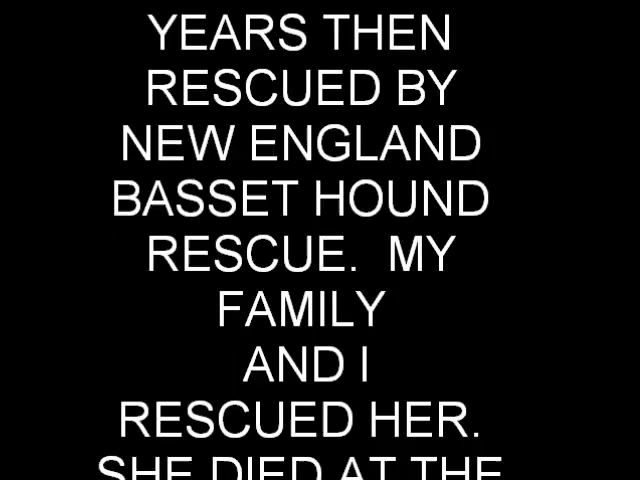 YEARS THEN
RESCUED BY
NEW ENGLAND
BASSET HOUND
RESCUE.  MY
FAMILY
AND I
RESCUED HER.
SHE DIED AT THE